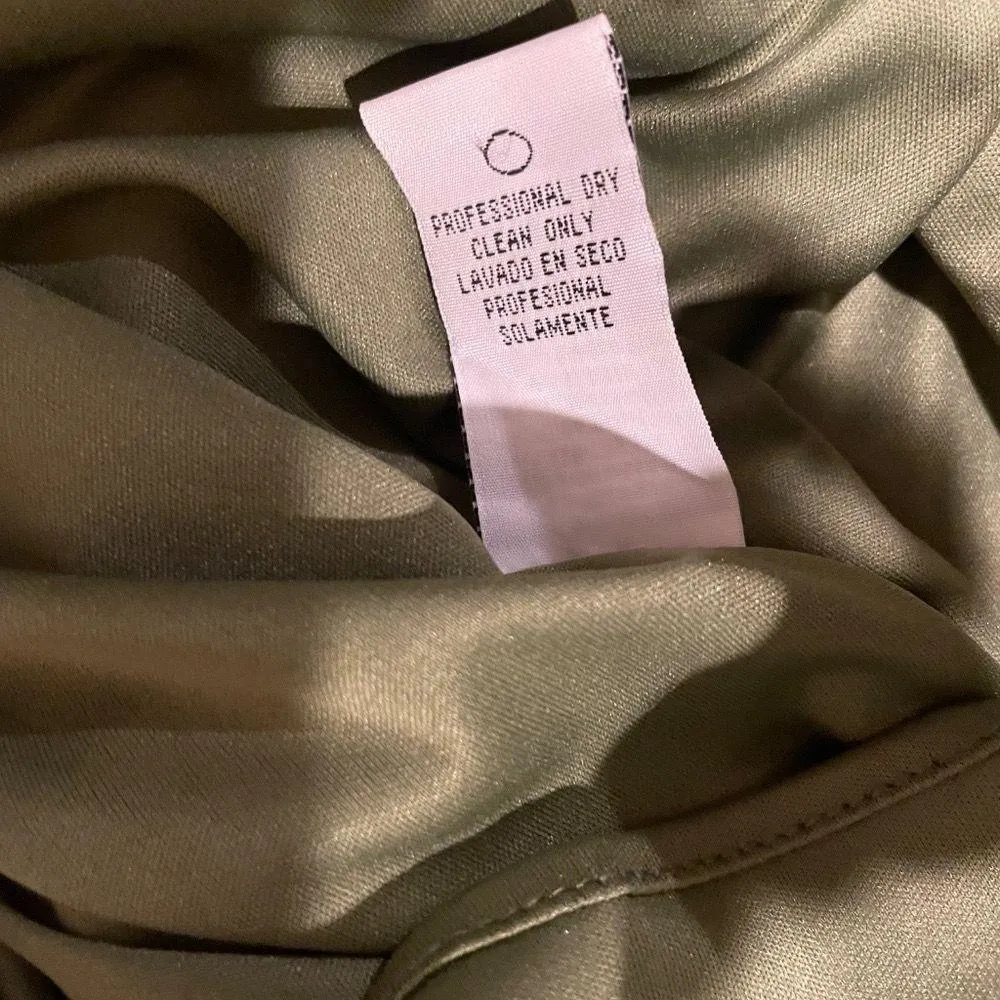 PROFESSIONAL DRY
CLEAN ONLY
LAVADO EN SECO
PROFESIONAL
SOLAMENTE